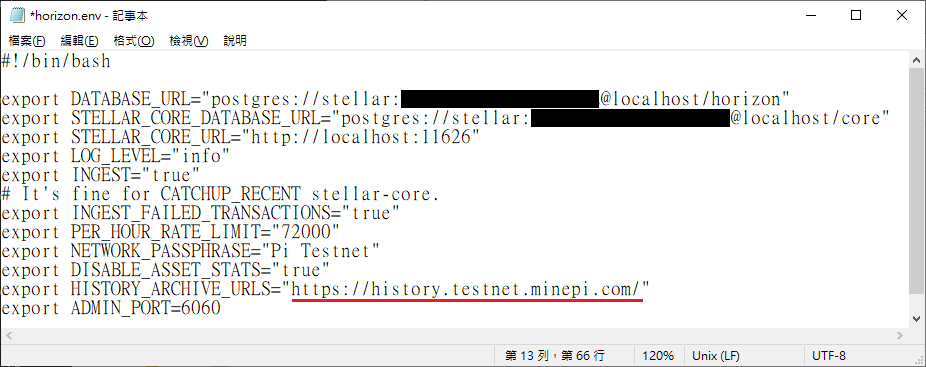 *horizon.env - 記事本
檔案(F) 編輯(E) 格式(O) 檢視(V) 說明
#!/bin/bash
export DATABASE_URL="postgres://stellar:@localhost/horizon"
export STELLAR_CORE_DATABASE_URL="postgres://stellar:@localhost/core"
export STELLAR_CORE_URL="http://localhost:11626"
export LOG_LEVEL="info"
export INGEST="true"
# It's fine for CATCHUP_RECENT stellar-core.
export INGEST_FAILED_TRANSACTIONS="true"
export PER_HOUR_RATE_LIMIT="72000"
export NETWORK_PASSPHRASE="Pi Testnet"
export DISABLE_ASSET_STATS="true"
export HISTORY_ARCHIVE_URLS="https://history.testnet.minepi.com/"
export ADMIN_PORT=6060
第 13 列，第 66 行 120% Unix (LF) UTF-8